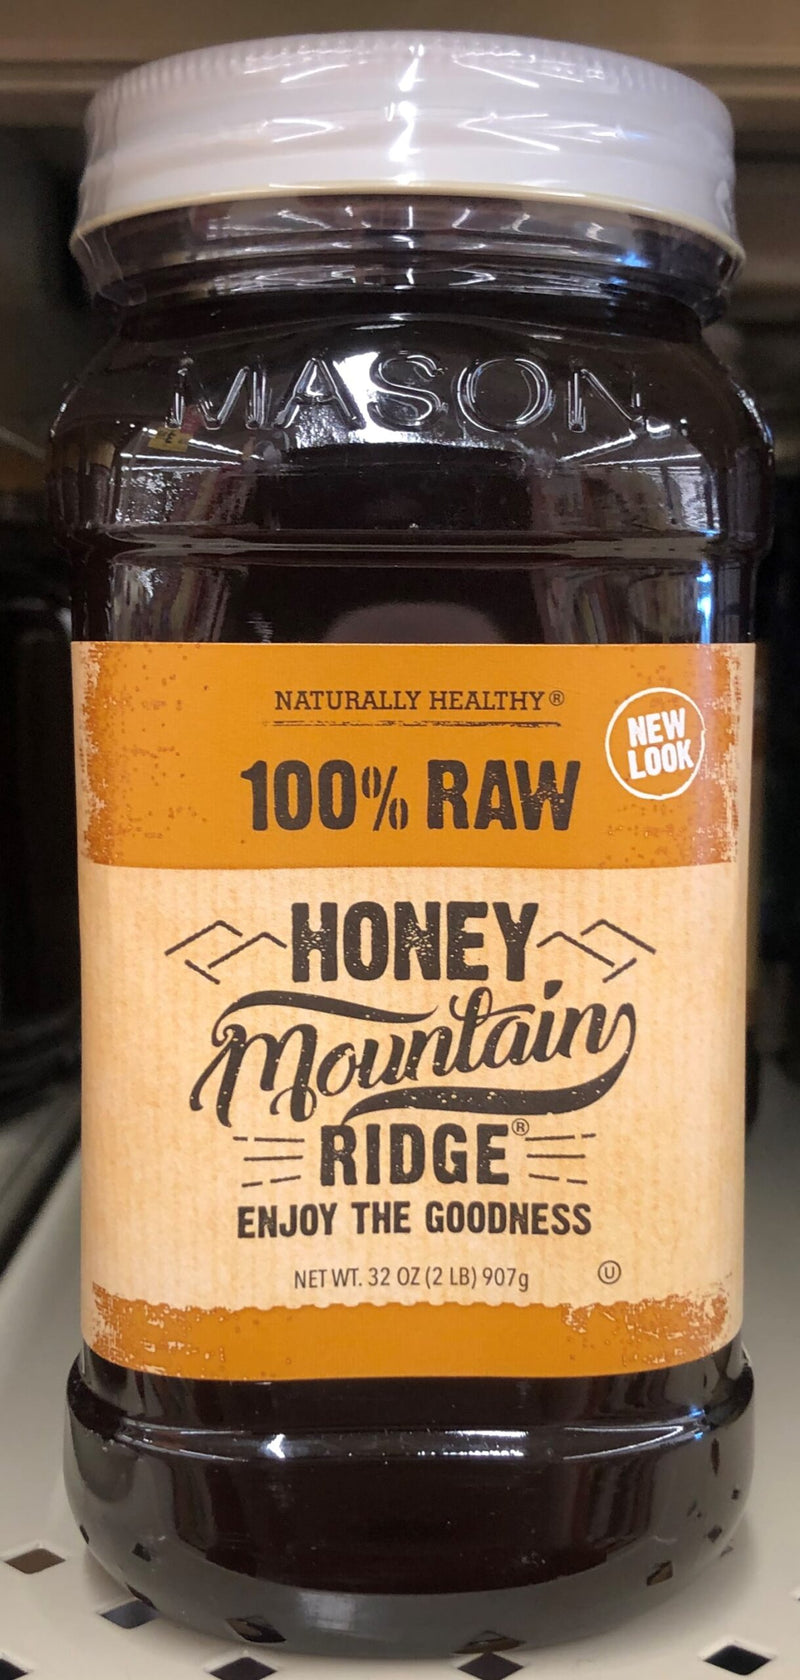 MASON
NATURALLY HEALTHY®
NEW
LOOK
100% RAW
HONEY
Mountain
RIDGE®
ENJOY THE GOODNESS
NET WT. 32 OZ (2 LB) 907g
U